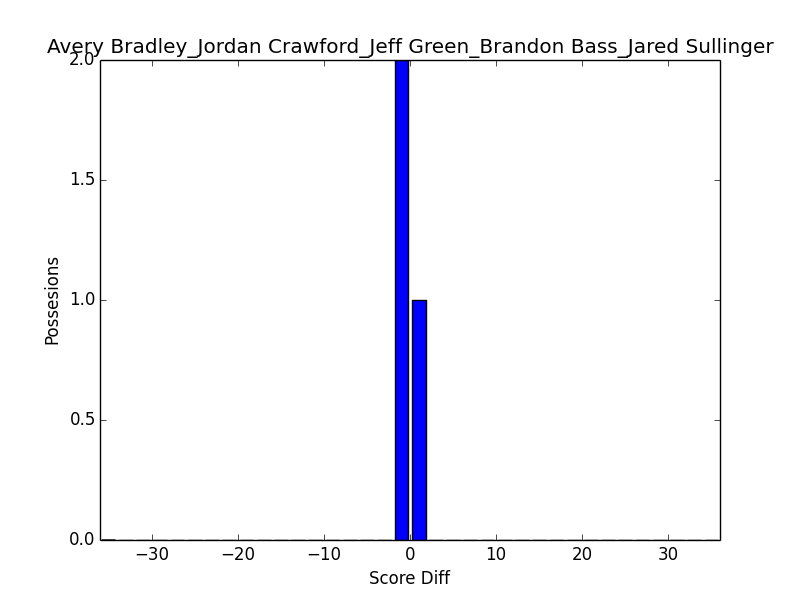 Avery Bradley_Jordan Crawford_Jeff Green_Brandon Bass_Jared Sullinger
2.0
1.5
1.0
0.5
0.0
Possesions
−30 −20 −10 0 10 20 30
Score Diff